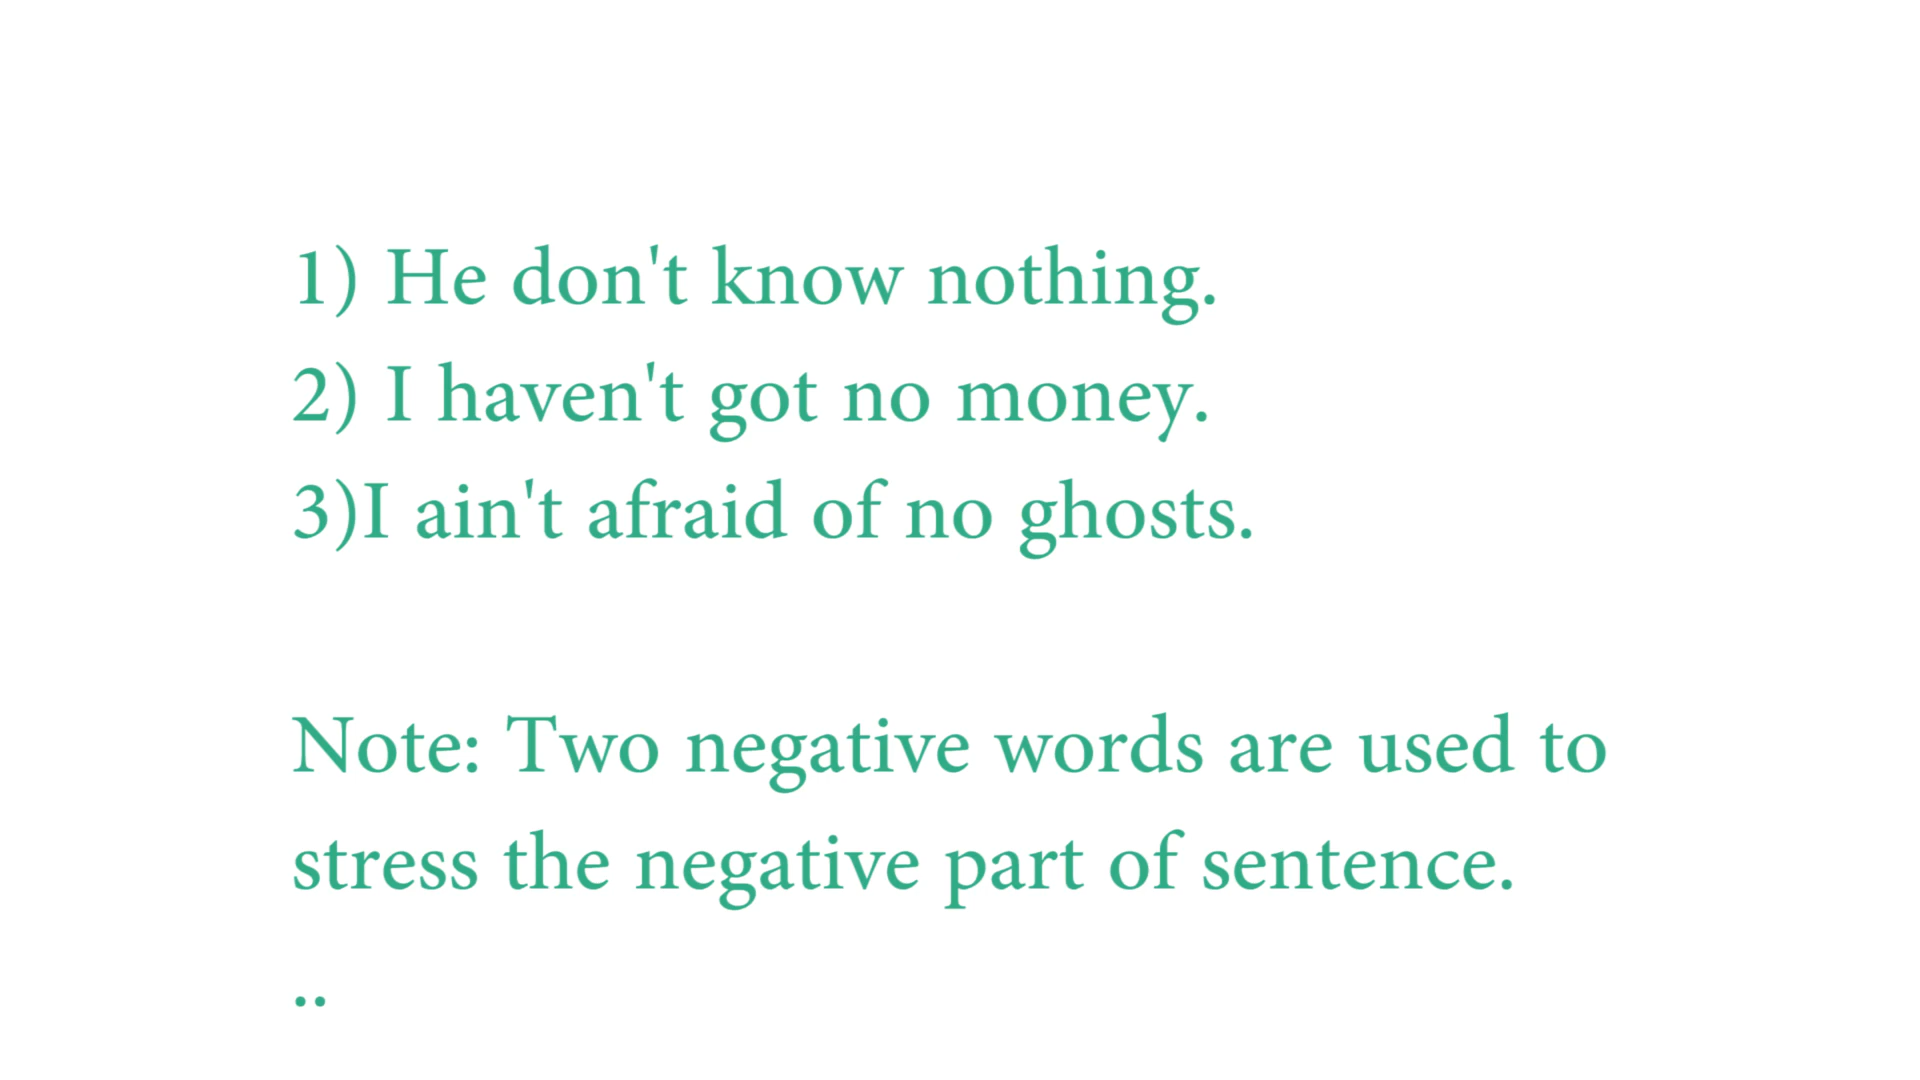 1) He don't know nothing.
2) I haven't got no money.
3)I ain't afraid of no ghosts.
Note: Two negative words are used to
stress the negative part of sentence.
..